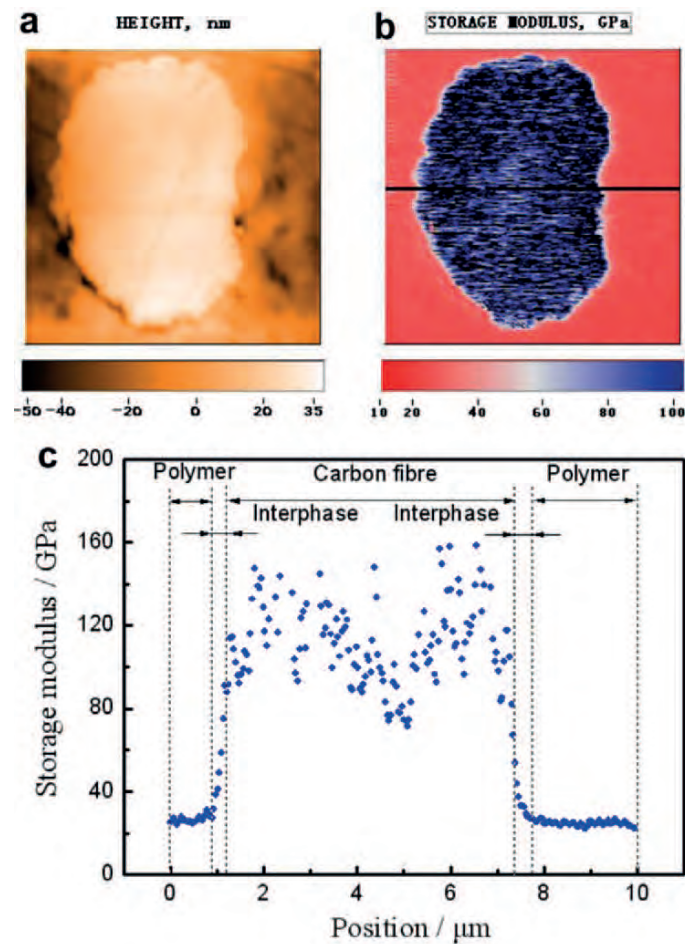 a HEIGHT, nm
b STORAGE MODULUS, GPa
-50 -40 -20 0 20 35
10 20 40 60 80 100
c
Polymer Carbon fibre Polymer
Interphase Interphase
Storage modulus / GPa
200
160
120
80
40
0
0 2 4 6 8 10
Position / μm